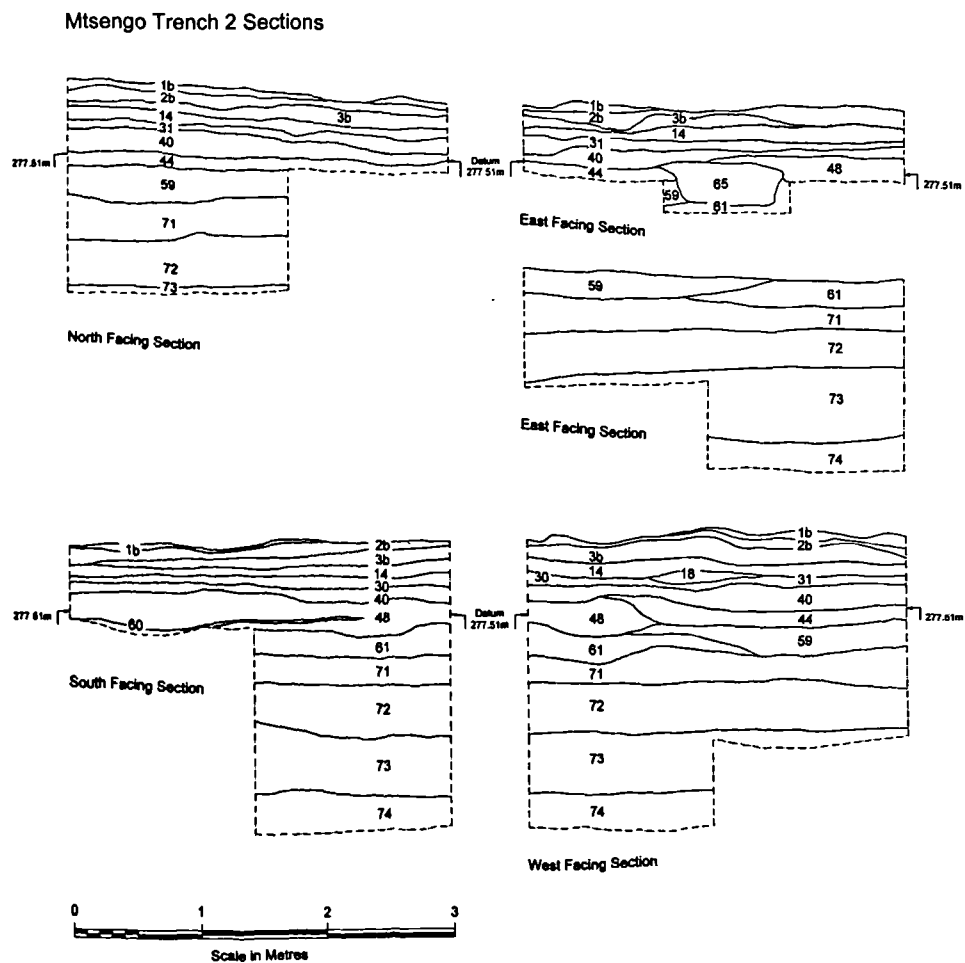 Mtsengo Trench 2 Sections
1b
2b
14
3b
31
40
277.51m
44
59
71
72
73
North Facing Section
Datum
277.51m
1b
2b
3b
14
31
40
44
48
65
59
61
277.51m
East Facing Section
59
61
71
72
73
74
East Facing Section
1b
2b
3b
14
30
40
277.61m
60
48
61
71
72
73
74
South Facing Section
Datum
277.51m
1b
2b
3b
14
18
30
31
40
48
44
277.51m
59
61
71
72
73
74
West Facing Section
0 1 2 3
Scale in Metres